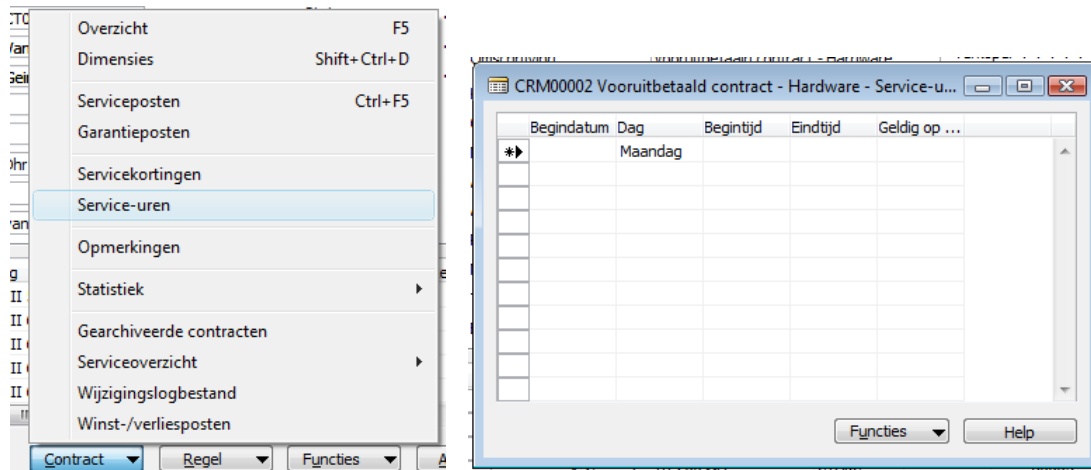 Overzicht F5
Dimensies Shift+Ctrl+D
Serviceposten Ctrl+F5
Garantieposten
Servicekortingen
Service-uren
Opmerkingen
Statistiek
Gearchiveerde contracten
Serviceoverzicht
Wijzigingslogbestand
Winst-/verliesposten
Contract Regel Functies
CRM00002 Vooruitbetaald contract - Hardware - Service-u...
Begindatum Dag Begintijd Eindtijd Geldig op ...
Maandag
Functies Help